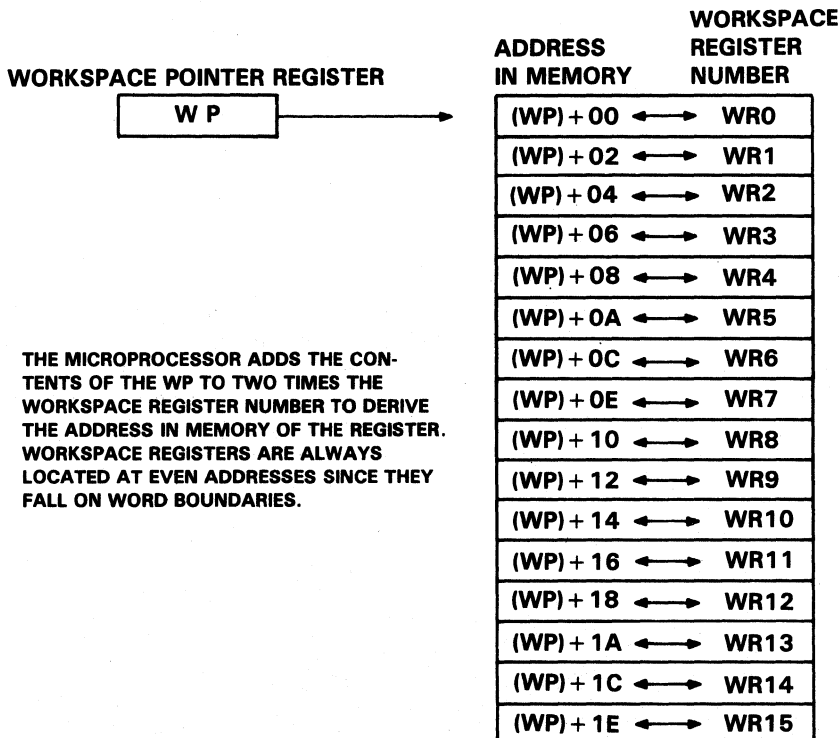 WORKSPACE POINTER REGISTER
W P
ADDRESS
IN MEMORY
WORKSPACE
REGISTER
NUMBER
(WP)+00 WR0
(WP)+02 WR1
(WP)+04 WR2
(WP)+06 WR3
(WP)+08 WR4
(WP)+0A WR5
(WP)+0C WR6
(WP)+0E WR7
(WP)+10 WR8
(WP)+12 WR9
(WP)+14 WR10
(WP)+16 WR11
(WP)+18 WR12
(WP)+1A WR13
(WP)+1C WR14
(WP)+1E WR15
THE MICROPROCESSOR ADDS THE CON-
TENTS OF THE WP TO TWO TIMES THE
WORKSPACE REGISTER NUMBER TO DERIVE
THE ADDRESS IN MEMORY OF THE REGISTER.
WORKSPACE REGISTERS ARE ALWAYS
LOCATED AT EVEN ADDRESSES SINCE THEY
FALL ON WORD BOUNDARIES.